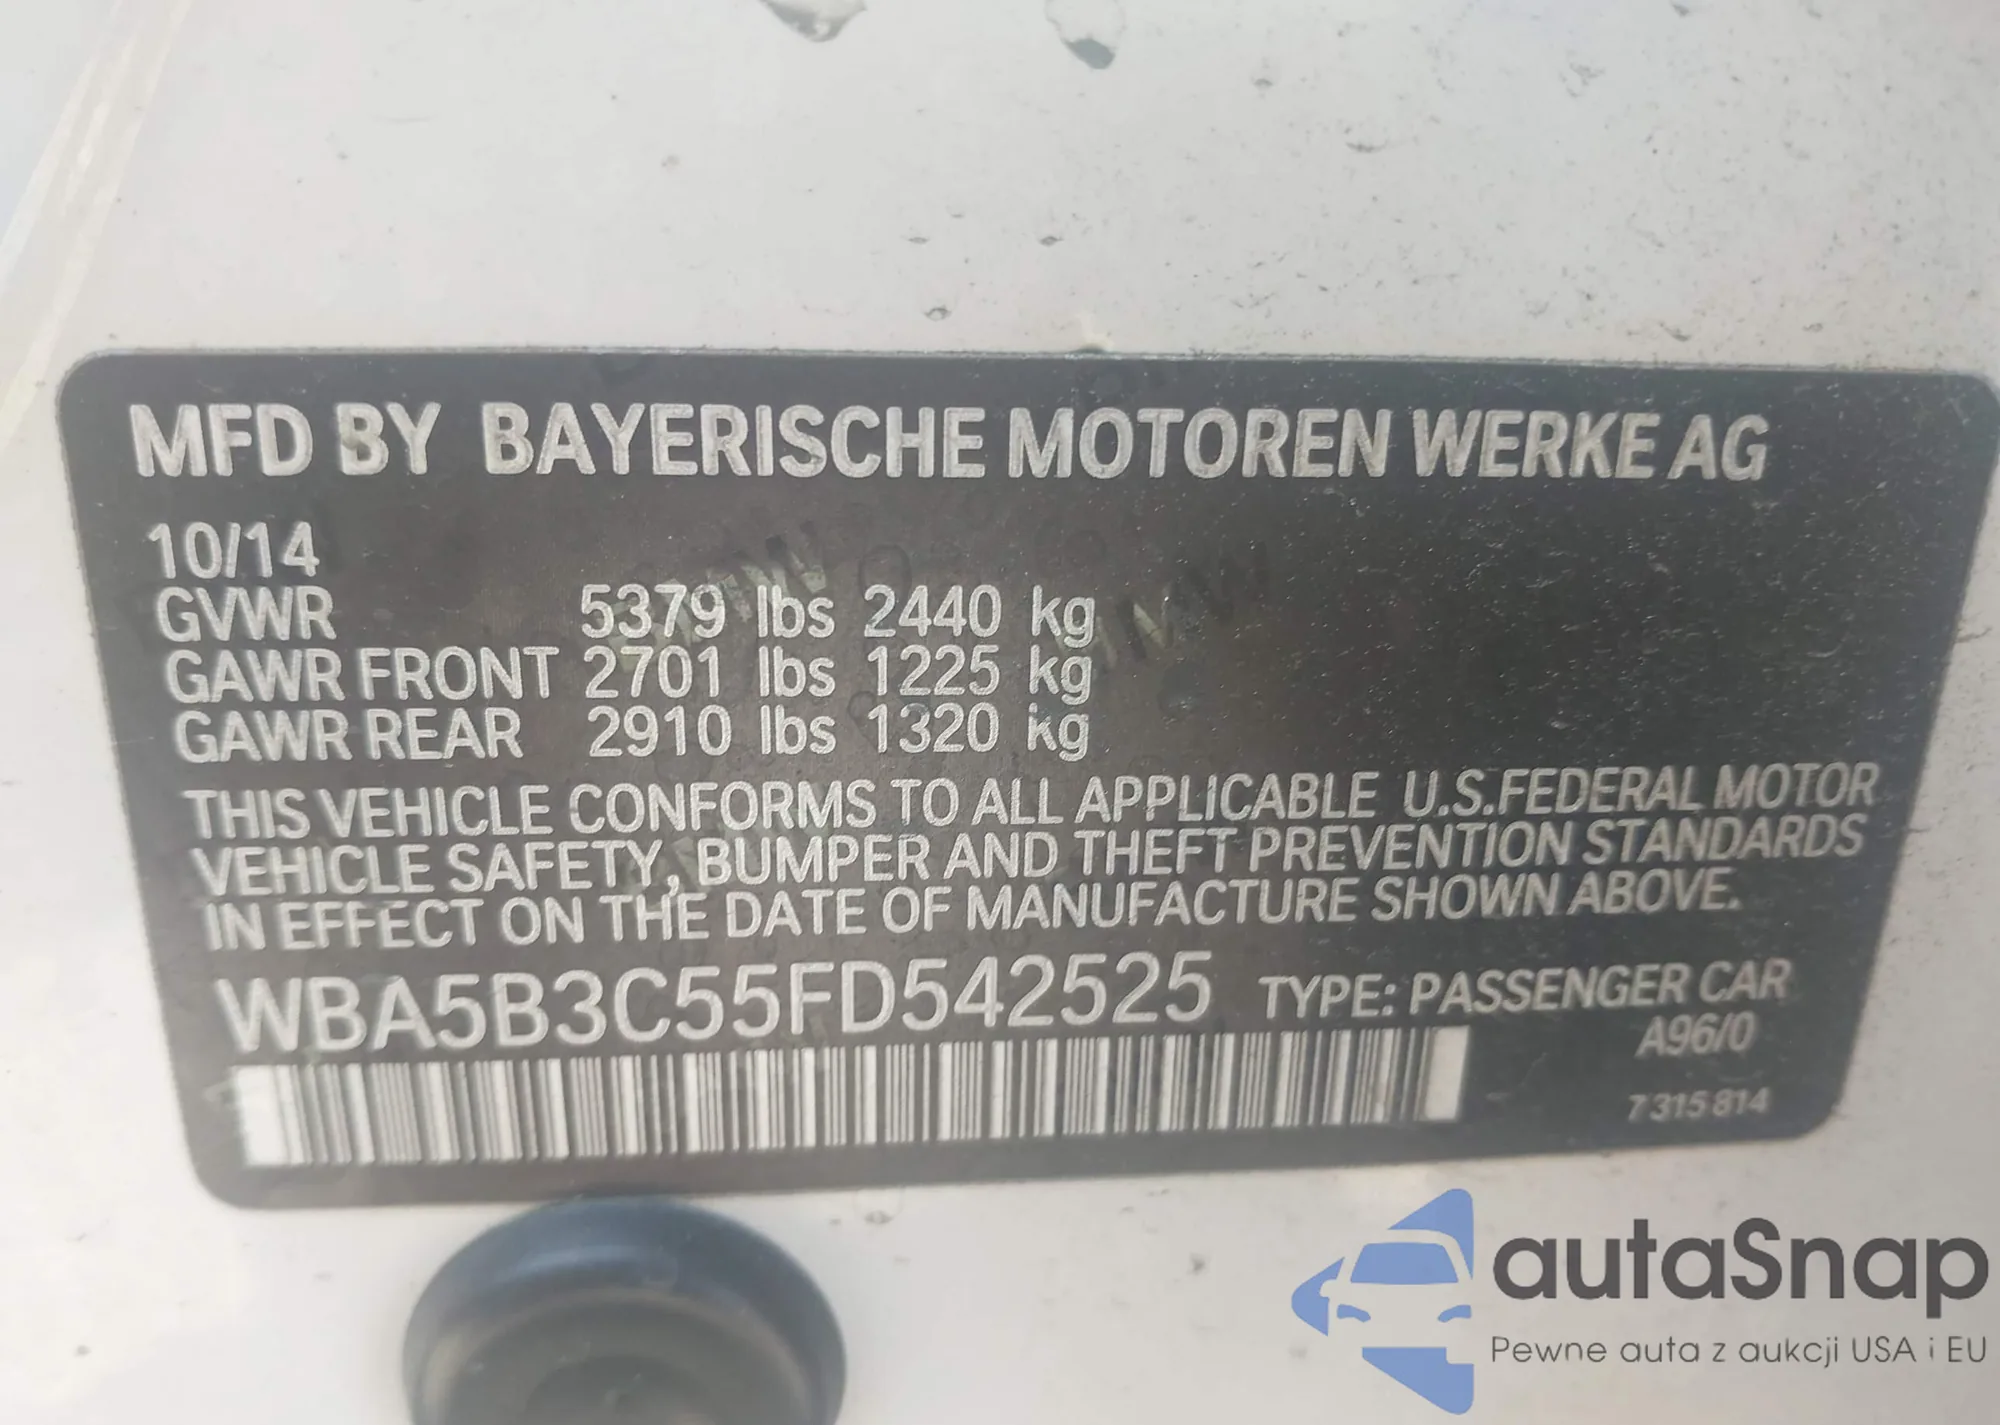 MFD BY BAYERISCHE MOTOREN WERKE AG
10/14
GVWR 5379 lbs 2440 kg
GAWR FRONT 2701 lbs 1225 kg
GAWR REAR 2910 lbs 1320 kg
THIS VEHICLE CONFORMS TO ALL APPLICABLE U.S.FEDERAL MOTOR
VEHICLE SAFETY, BUMPER AND THEFT PREVENTION STANDARDS
IN EFFECT ON THE DATE OF MANUFACTURE SHOWN ABOVE.
WBA5B3C55FD542525 TYPE: PASSENGER CAR
A96/0
7315814
autaSnap
Pewne auta z aukcji USA i EU